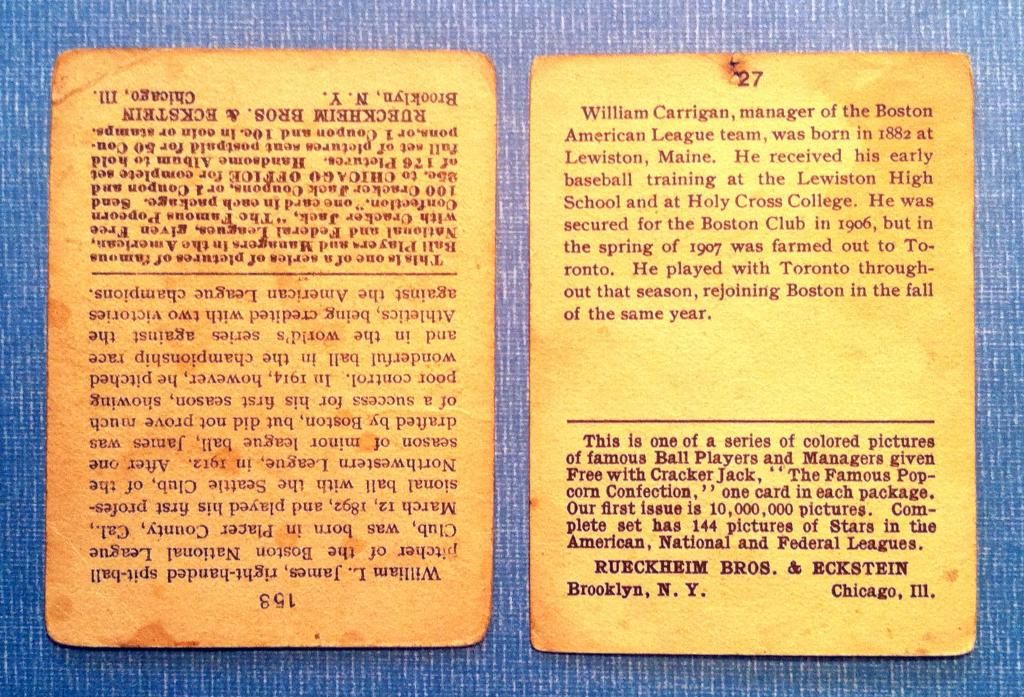 153
William L. James, right-handed spit-ball
pitcher of the Boston National League
Club, was born in Placer County, Cal.,
March 12, 1892, and played his first profes-
sional ball with the Seattle Club, of the
Northwestern League, in 1912. After one
season of minor league ball, James was
drafted by Boston, but did not prove much
of a success for his first season, showing
poor control. In 1914, however, he pitched
wonderful ball in the championship race
and in the world's series against the
Athletics, being credited with two victories
against the American League champions.
This is one of a series of pictures of famous
Ball Players and Managers in the American,
National and Federal Leagues, given Free
with Cracker Jack, "The Famous Popcorn
Confection," one card in each package. Send
100 Cracker Jack Coupons, or 1 Coupon and
25c. to CHICAGO OFFICE for complete set
of 176 Pictures. Handsome Album to hold
full set of pictures sent postpaid for 50 Cou-
pons, or 1 Coupon and 10c. in coin or stamps.
RUECKHEIM BROS. & ECKSTEIN
Brooklyn, N. Y. Chicago, Ill.
27
William Carrigan, manager of the Boston
American League team, was born in 1882 at
Lewiston, Maine. He received his early
baseball training at the Lewiston High
School and at Holy Cross College. He was
secured for the Boston Club in 1906, but in
the spring of 1907 was farmed out to To-
ronto. He played with Toronto through-
out that season, rejoining Boston in the fall
of the same year.
This is one of a series of colored pictures
of famous Ball Players and Managers given
Free with Cracker Jack, "The Famous Pop-
corn Confection," one card in each package.
Our first issue is 10,000,000 pictures. Com-
plete set has 144 pictures of Stars in the
American, National and Federal Leagues.
RUECKHEIM BROS. & ECKSTEIN
Brooklyn, N. Y. Chicago, Ill.